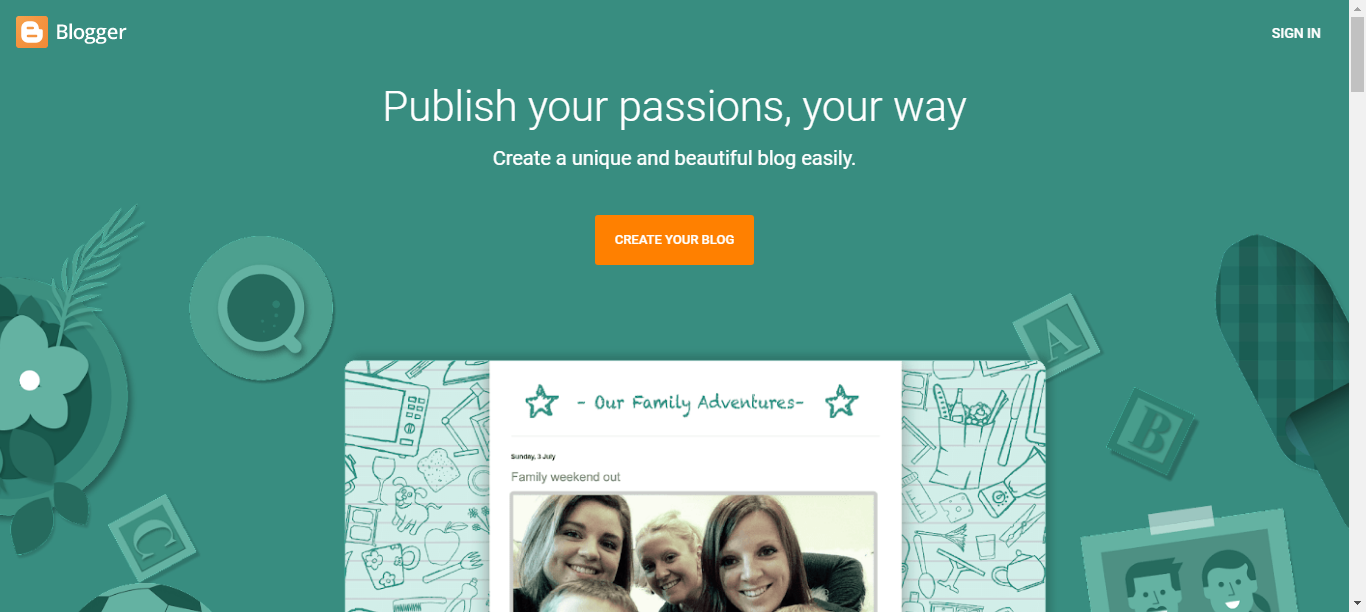 Blogger
SIGN IN
Publish your passions, your way
Create a unique and beautiful blog easily.
CREATE YOUR BLOG
A
- Our Family Adventures-
B
Sunday, 3 July
Family weekend out
C